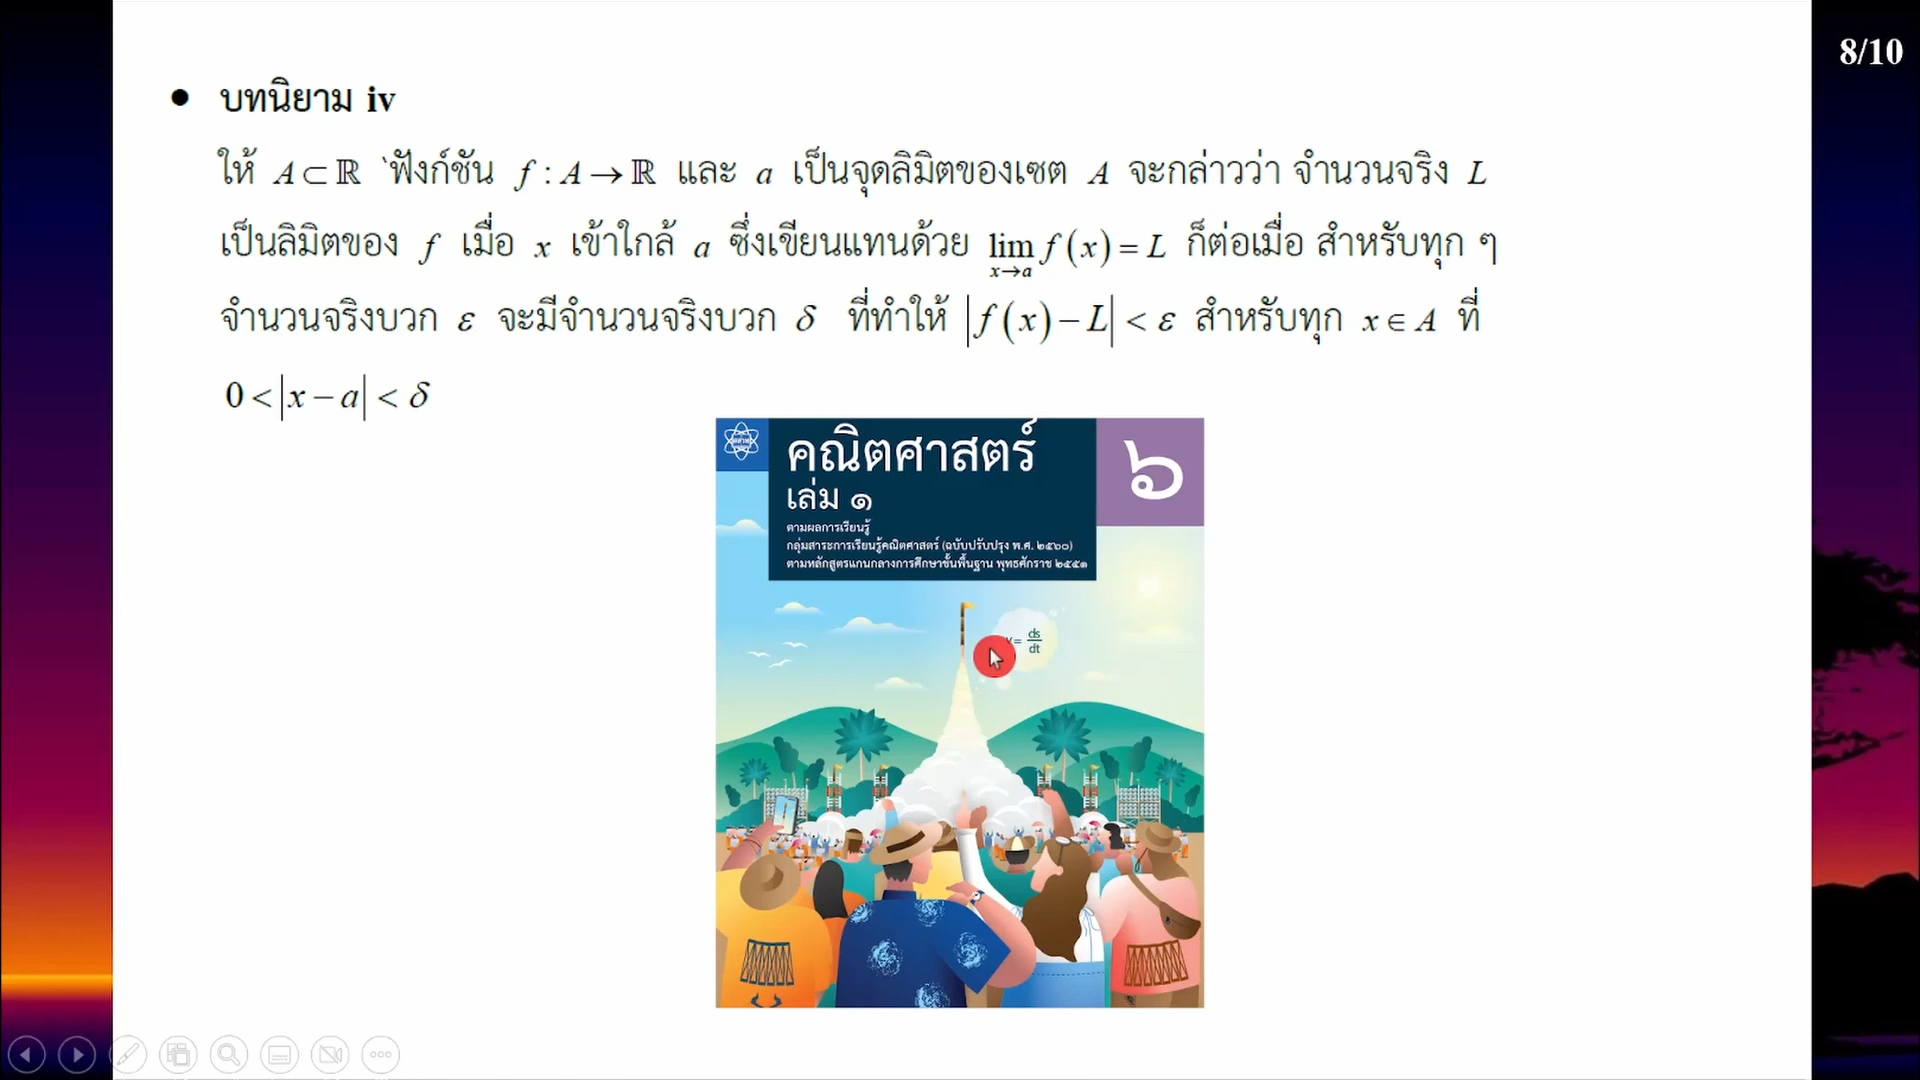 8/10
• บทนิยาม iv
ให้ A⊂ℝ `ฟังก์ชัน f : A→ℝ และ a เป็นจุดลิมิตของเซต A จะกล่าวว่า จำนวนจริง L
เป็นลิมิตของ f เมื่อ x เข้าใกล้ a ซึ่งเขียนแทนด้วย lim x→a f(x) = L ก็ต่อเมื่อ สำหรับทุก ๆ
จำนวนจริงบวก ε จะมีจำนวนจริงบวก δ ที่ทำให้ |f(x)−L| < ε สำหรับทุก x∈A ที่
0<|x−a|<δ
คณิตศาสตร์
๖
เล่ม ๑
ตามผลการเรียนรู้
กลุ่มสาระการเรียนรู้คณิตศาสตร์ (ฉบับปรับปรุง พ.ศ. ๒๕๖๐)
ตามหลักสูตรแกนกลางการศึกษาขั้นพื้นฐาน พุทธศักราช ๒๕๕๑
= ds/dt